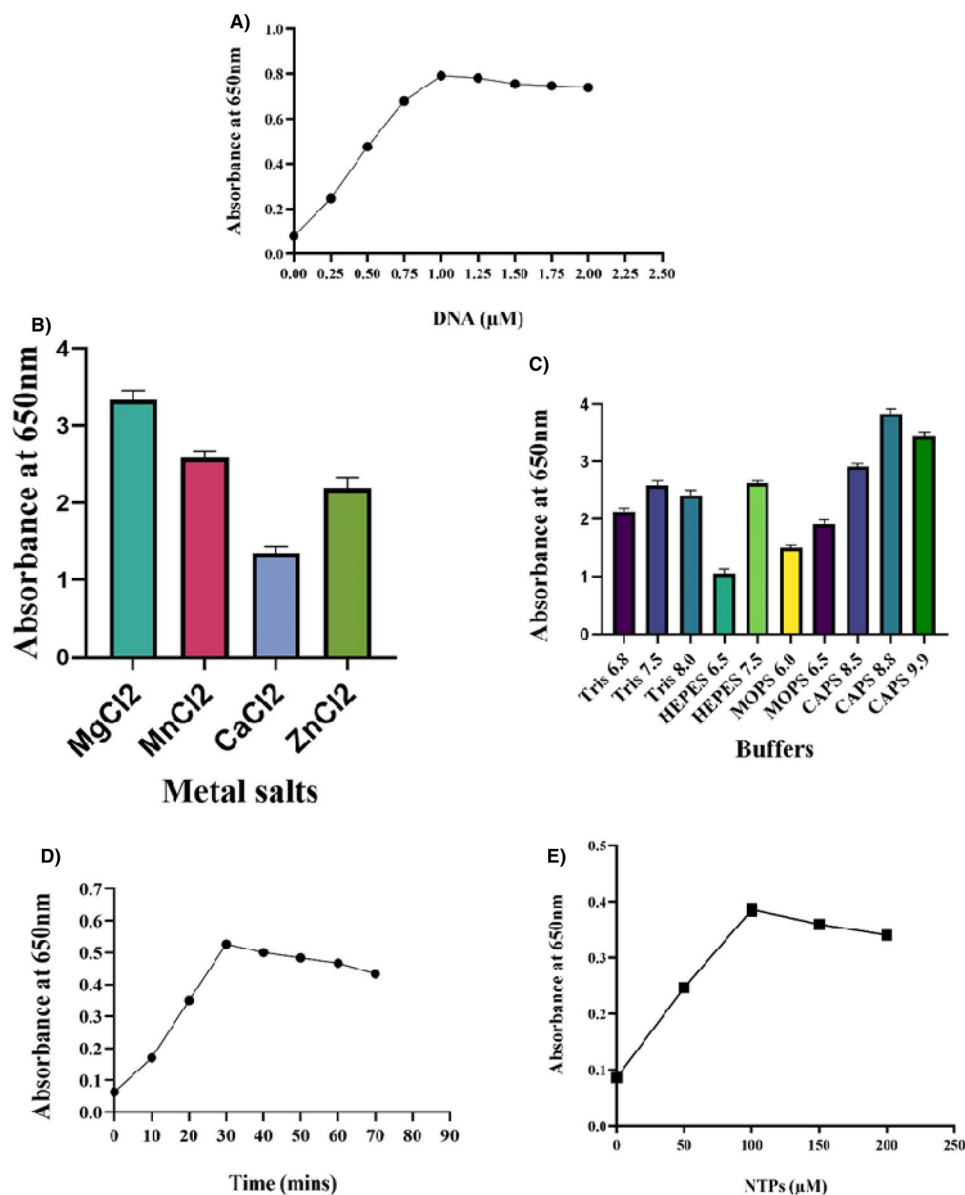 A)
Absorbance at 650nm
1.0
0.8
0.6
0.4
0.2
0.0
0.00 0.25 0.50 0.75 1.00 1.25 1.50 1.75 2.00 2.25 2.50
DNA (µM)
B)
Absorbance at 650nm
4
3
2
1
0
MgCl2 MnCl2 CaCl2 ZnCl2
Metal salts
C)
Absorbance at 650nm
4
3
2
1
0
Tris 6.8 Tris 7.5 Tris 8.0 HEPES 6.5 HEPES 7.5 MOPS 6.0 MOPS 6.5 CAPS 8.5 CAPS 8.8 CAPS 9.9
Buffers
D)
Absorbance at 650nm
0.7
0.6
0.5
0.4
0.3
0.2
0.1
0.0
0 10 20 30 40 50 60 70 80 90
Time (mins)
E)
Absorbance at 650nm
0.5
0.4
0.3
0.2
0.1
0.0
0 50 100 150 200 250
NTPs (µM)